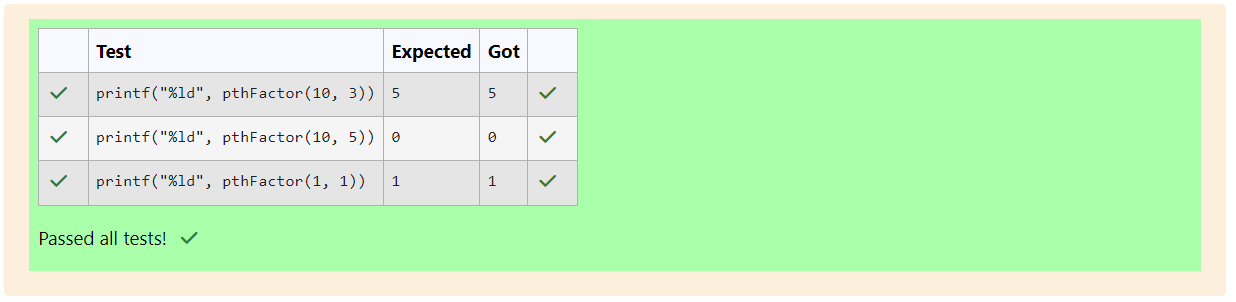 Test Expected Got
printf("%ld", pthFactor(10, 3)) 5 5
printf("%ld", pthFactor(10, 5)) 0 0
printf("%ld", pthFactor(1, 1)) 1 1
Passed all tests!